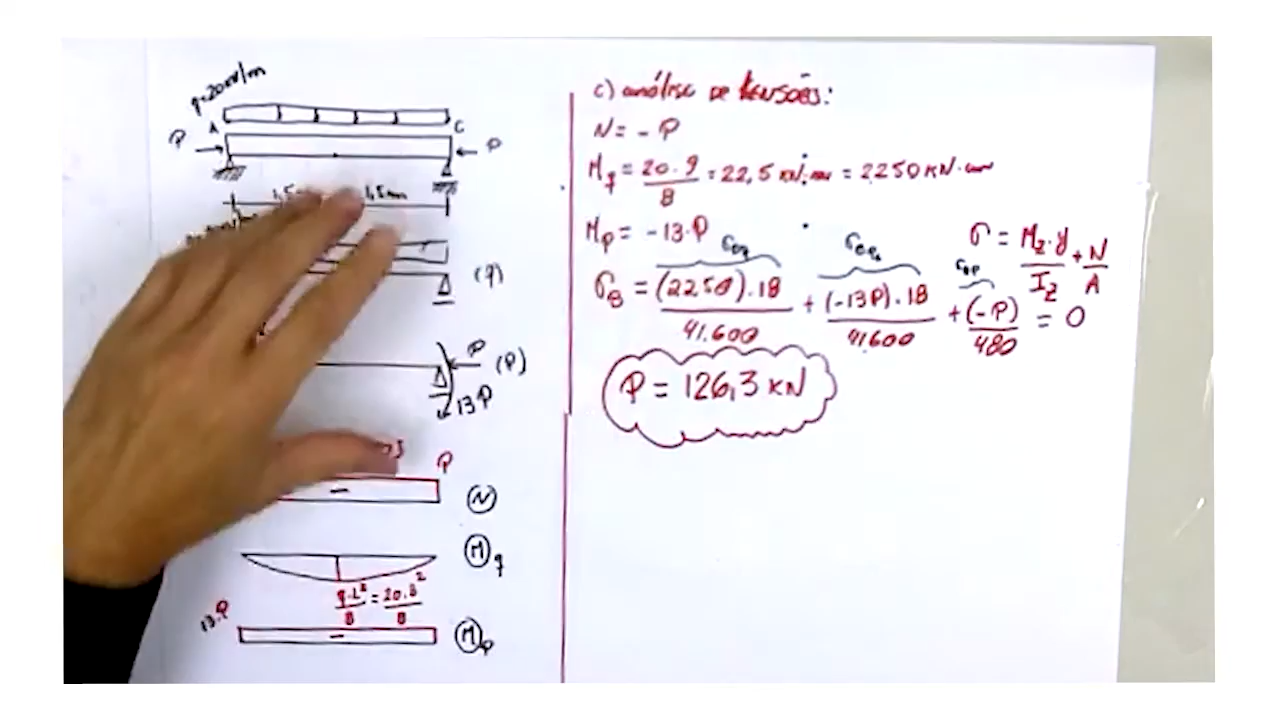 q=20kN/m
A
C
P
P
1,5m
(q)
P
(P)
13P
P
N
M q
q.L² = 20.3²
8 8
13.P
M P
c) análise de tensões:
N = - P
Mq = 20.9 = 22,5 kN.m = 2250 kN.cm
8
MP = -13.P
σ = Mz.y + N
Iz A
σB = (2250).18 + (-13P).18 + (-P) = 0
41.600 41600 480
P = 126,3 kN